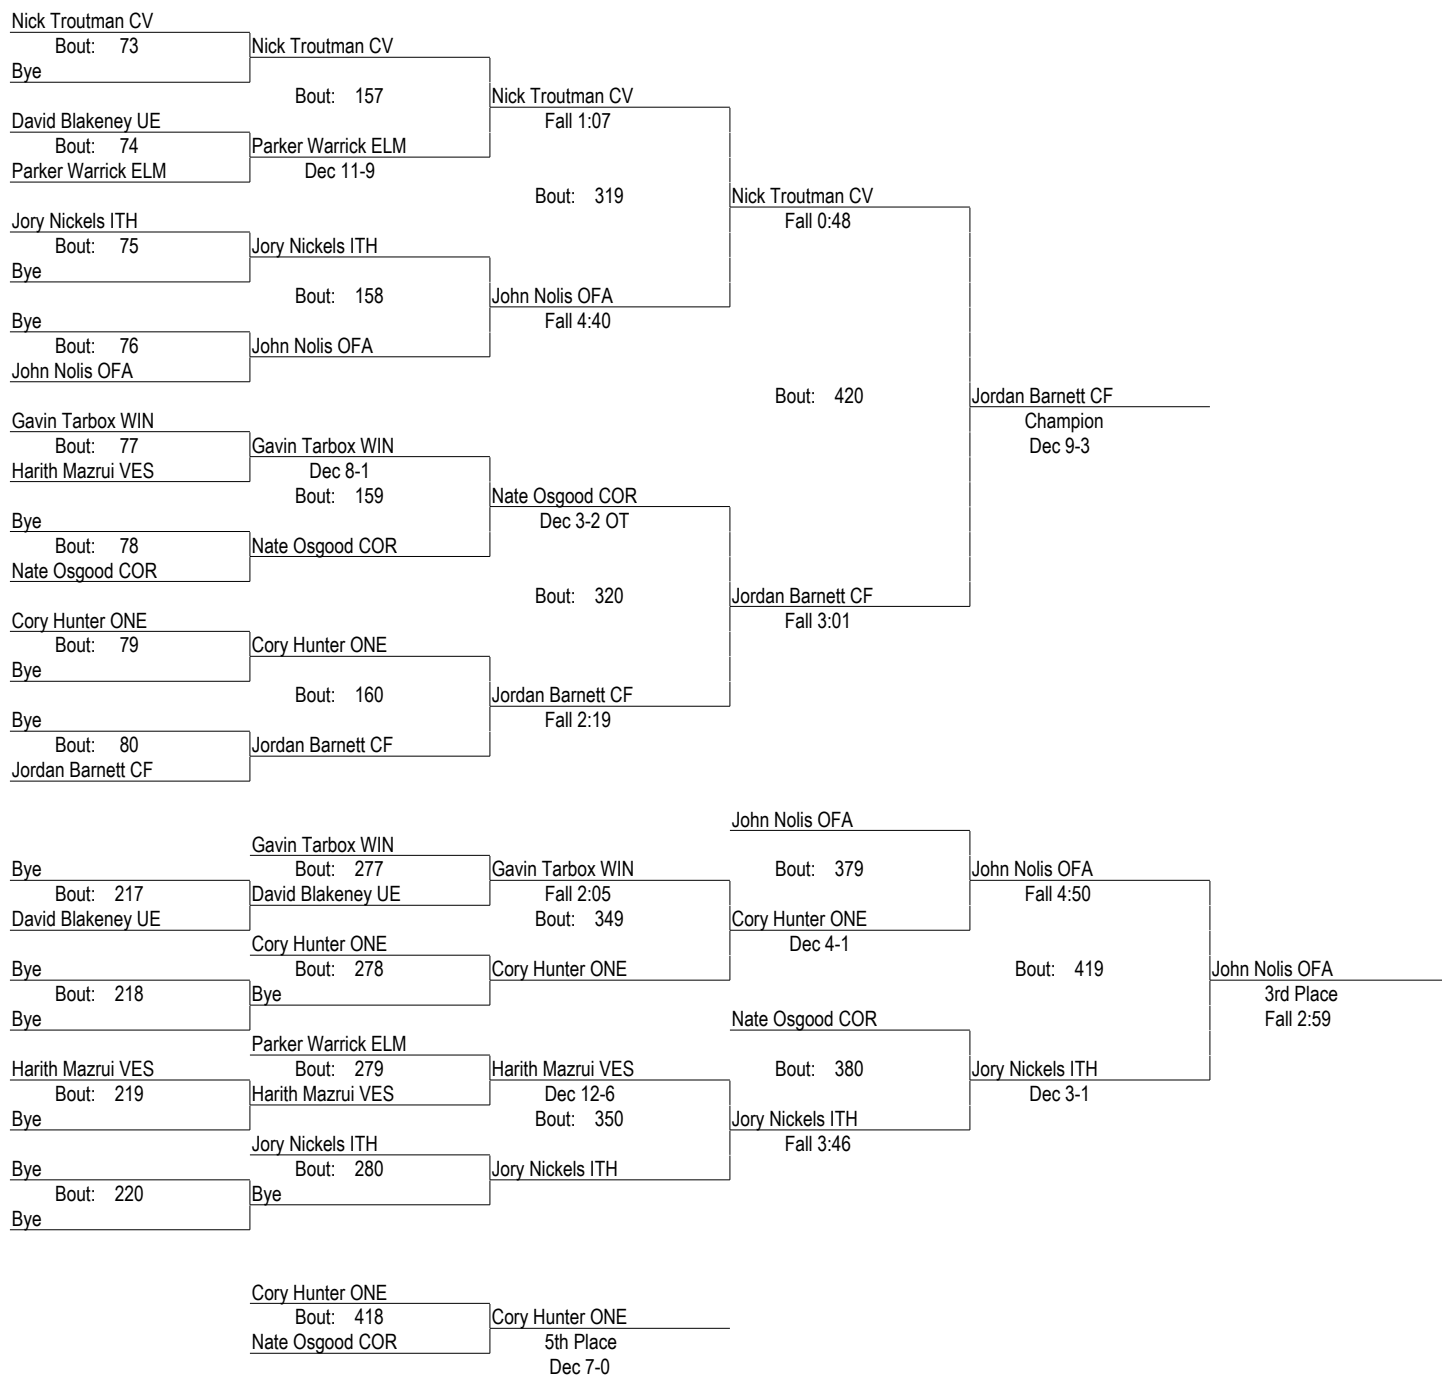 Nick Troutman CV
Bout: 73 Nick Troutman CV
Bye
Bout: 157 Nick Troutman CV
David Blakeney UE Fall 1:07
Bout: 74 Parker Warrick ELM
Parker Warrick ELM Dec 11-9
Bout: 319 Nick Troutman CV
Jory Nickels ITH Fall 0:48
Bout: 75 Jory Nickels ITH
Bye
Bout: 158 John Nolis OFA
Bye Fall 4:40
Bout: 76 John Nolis OFA
John Nolis OFA
Bout: 420 Jordan Barnett CF
Gavin Tarbox WIN Champion
Bout: 77 Gavin Tarbox WIN Dec 9-3
Harith Mazrui VES Dec 8-1
Bout: 159 Nate Osgood COR
Bye Dec 3-2 OT
Bout: 78 Nate Osgood COR
Nate Osgood COR
Bout: 320 Jordan Barnett CF
Cory Hunter ONE Fall 3:01
Bout: 79 Cory Hunter ONE
Bye
Bout: 160 Jordan Barnett CF
Bye Fall 2:19
Bout: 80 Jordan Barnett CF
Jordan Barnett CF
John Nolis OFA
Gavin Tarbox WIN
Bye Bout: 277 Gavin Tarbox WIN Bout: 379 John Nolis OFA
Bout: 217 David Blakeney UE Fall 2:05 Fall 4:50
David Blakeney UE Bout: 349 Cory Hunter ONE
Cory Hunter ONE Dec 4-1
Bye Bout: 278 Cory Hunter ONE Bout: 419 John Nolis OFA
Bout: 218 Bye 3rd Place
Bye Nate Osgood COR Fall 2:59
Parker Warrick ELM
Harith Mazrui VES Bout: 279 Harith Mazrui VES Bout: 380 Jory Nickels ITH
Bout: 219 Harith Mazrui VES Dec 12-6 Dec 3-1
Bye Bout: 350 Jory Nickels ITH
Jory Nickels ITH Fall 3:46
Bye Bout: 280 Jory Nickels ITH
Bout: 220 Bye
Bye
Cory Hunter ONE
Bout: 418 Cory Hunter ONE
Nate Osgood COR 5th Place
Dec 7-0